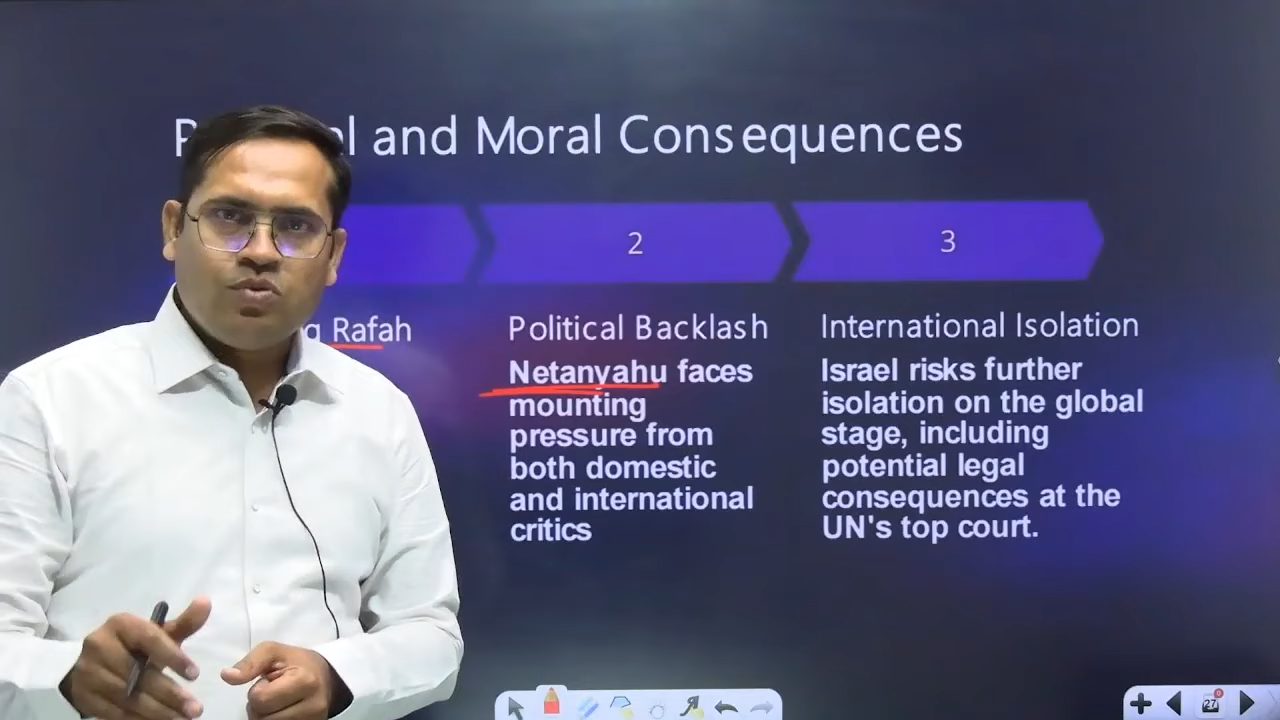 and Moral Consequences
2
3
Rafah
Political Backlash
International Isolation
Netanyahu faces
mounting
pressure from
both domestic
and international
critics
Israel risks further
isolation on the global
stage, including
potential legal
consequences at the
UN's top court.
27